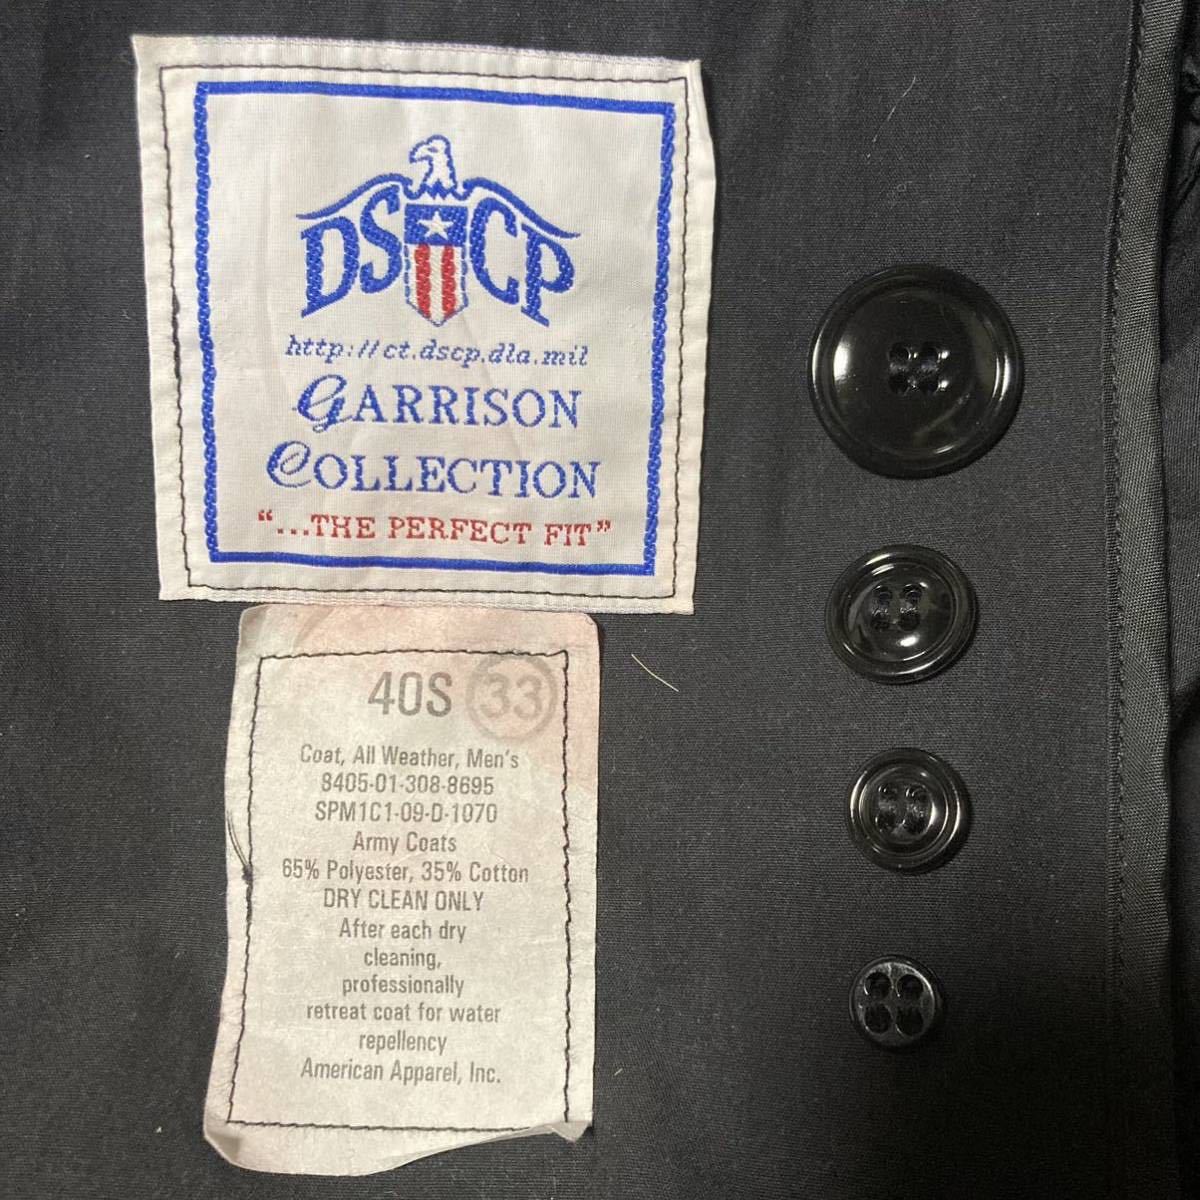 DSCP
http://ct.dscp.dla.mil
GARRISON
COLLECTION
"...THE PERFECT FIT"
40S 33
Coat, All Weather, Men's
8405-01-308-8695
SPM1C1-09-D-1070
Army Coats
65% Polyester, 35% Cotton
DRY CLEAN ONLY
After each dry
cleaning,
professionally
retreat coat for water
repellency
American Apparel, Inc.